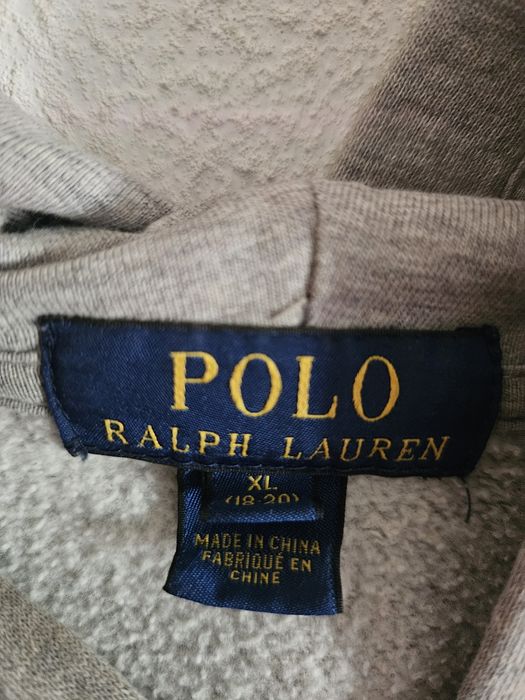 POLO
RALPH LAUREN
XL
(18-20)
MADE IN CHINA
FABRIQUÉ EN
CHINE